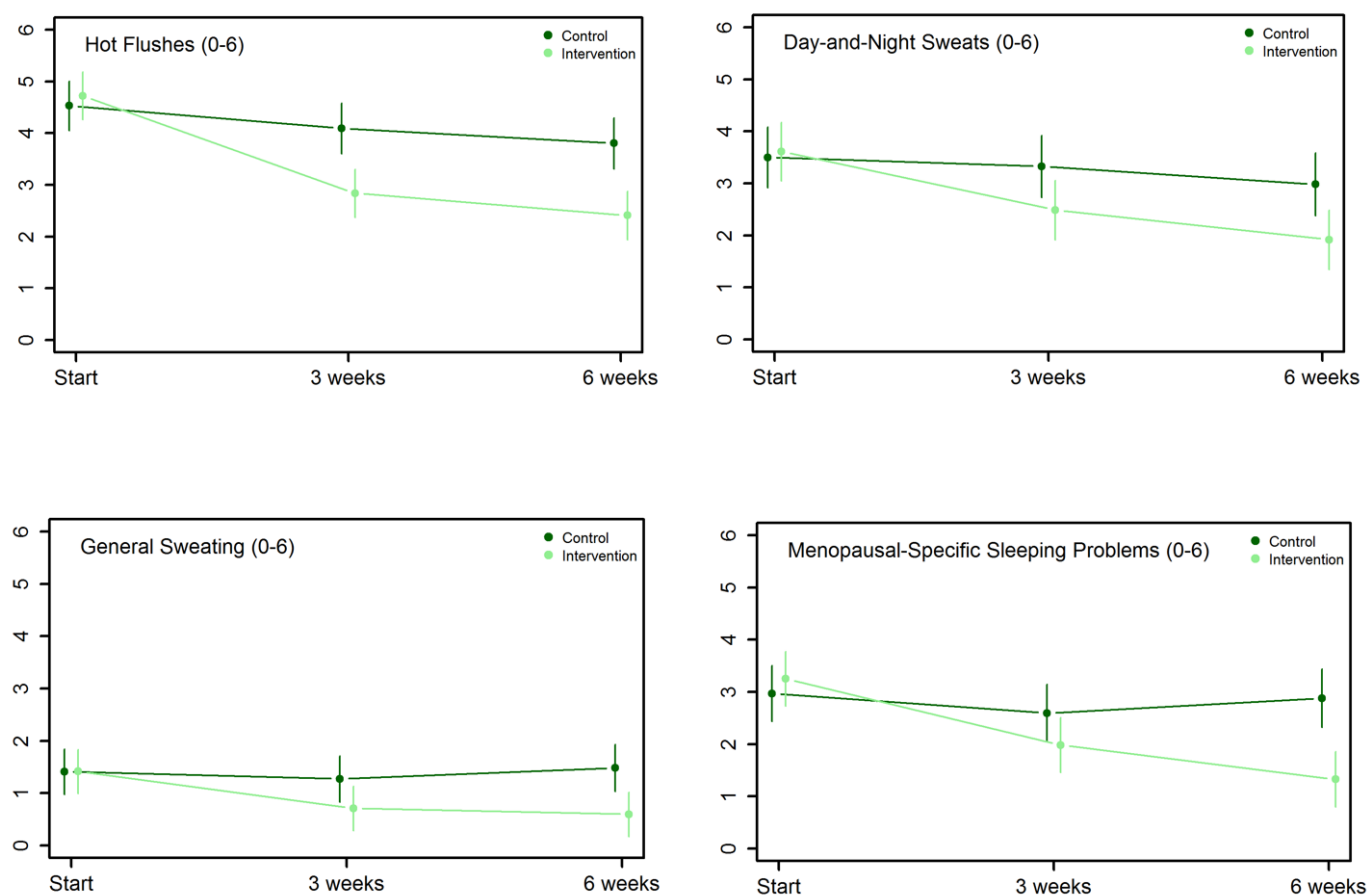 Hot Flushes (0-6)
Control
Intervention
6
5
4
3
2
1
0
Start 3 weeks 6 weeks
Day-and-Night Sweats (0-6)
Control
Intervention
6
5
4
3
2
1
0
Start 3 weeks 6 weeks
General Sweating (0-6)
Control
Intervention
6
5
4
3
2
1
0
Start 3 weeks 6 weeks
Menopausal-Specific Sleeping Problems (0-6)
Control
Intervention
6
5
4
3
2
1
0
Start 3 weeks 6 weeks